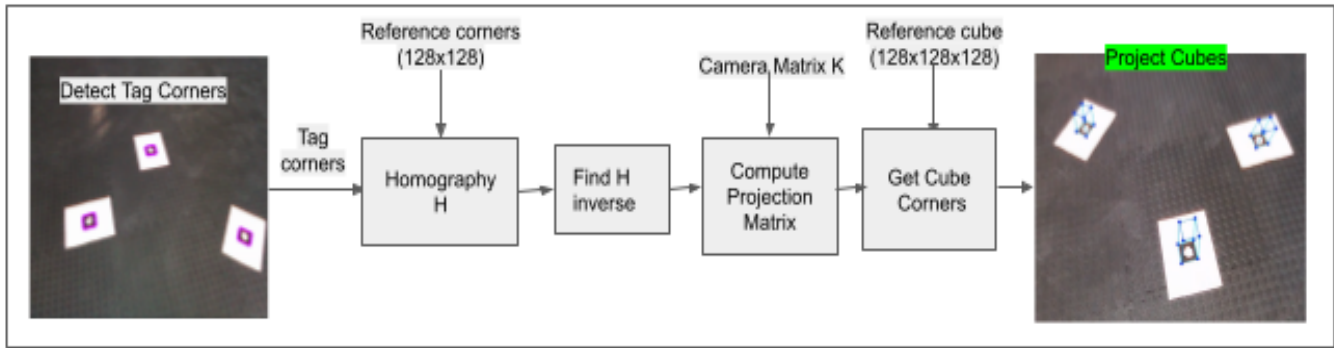 Detect Tag Corners
Tag
corners
Reference corners
(128x128)
Homography
H
Find H
inverse
Camera Matrix K
Compute
Projection
Matrix
Reference cube
(128x128x128)
Get Cube
Corners
Project Cubes